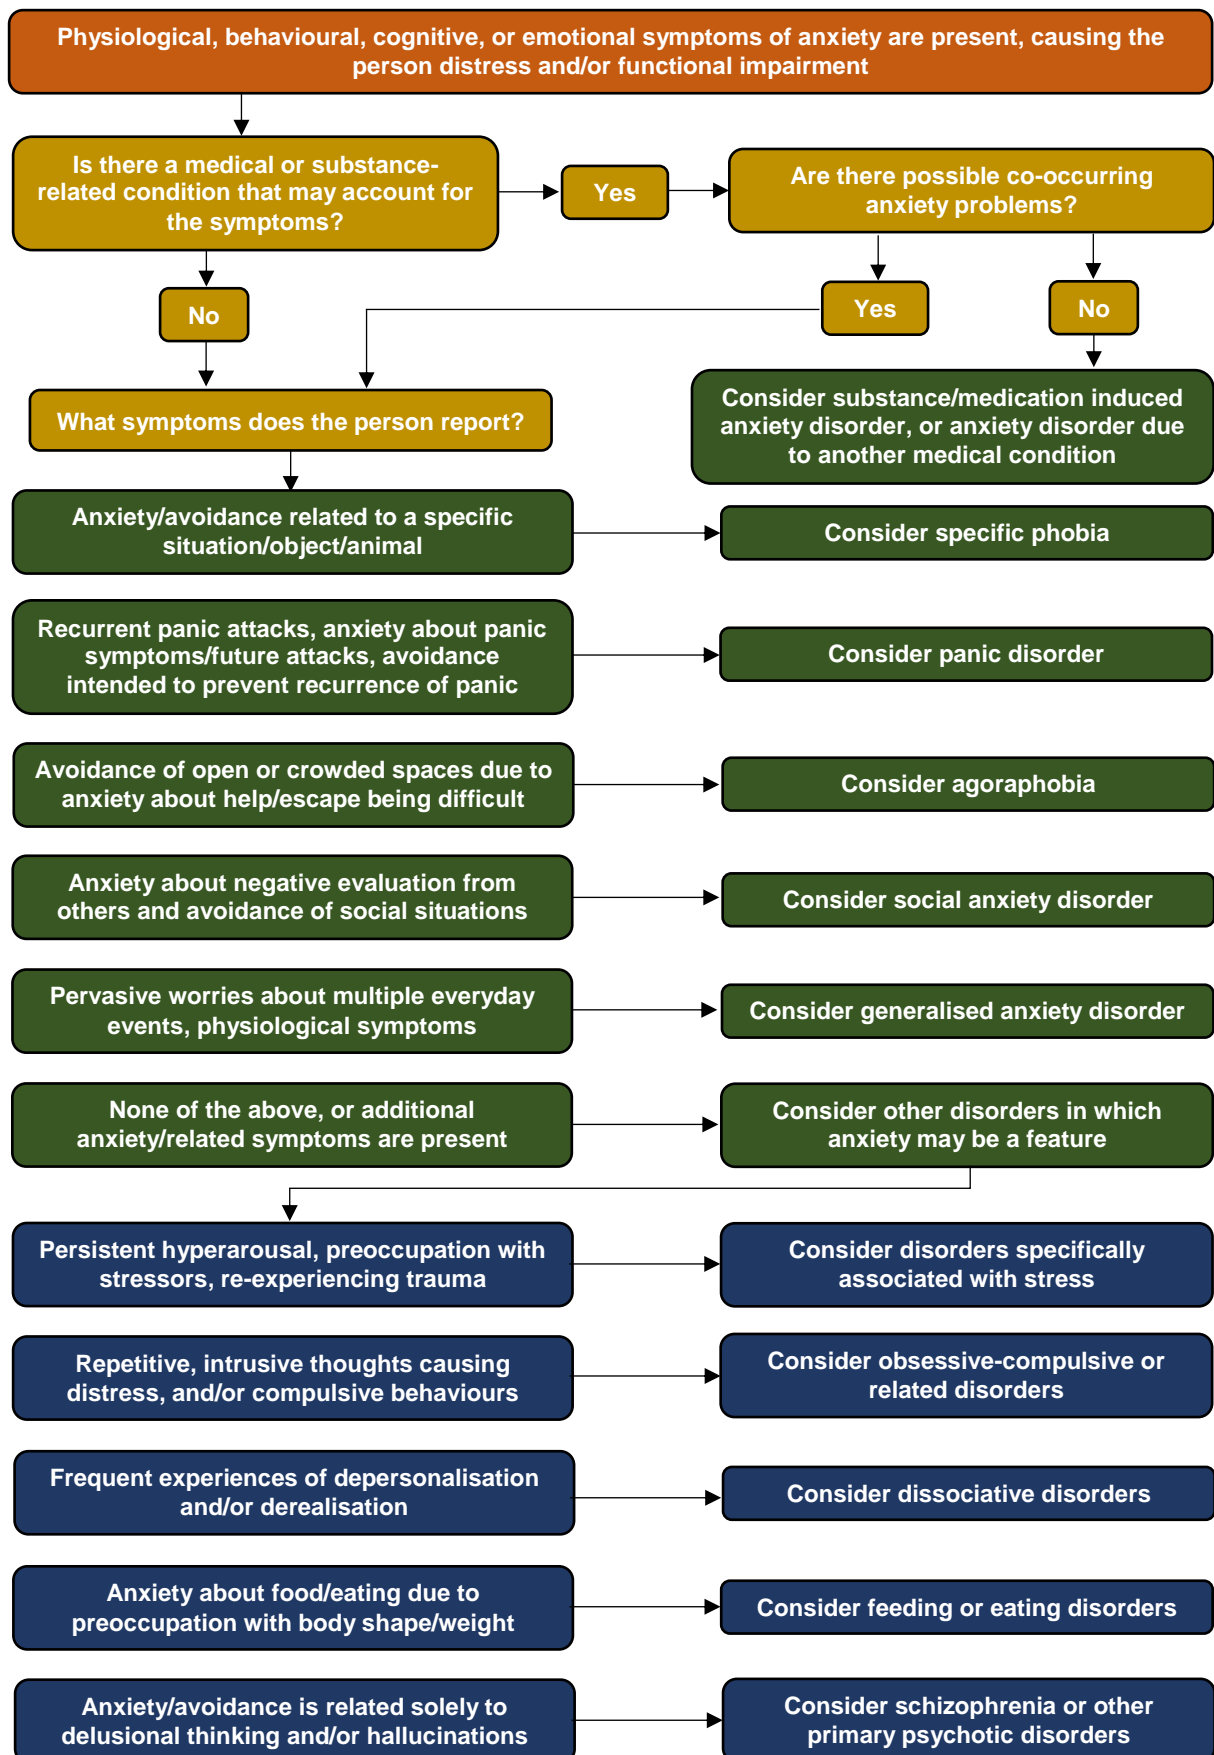 Physiological, behavioural, cognitive, or emotional symptoms of anxiety are present, causing the
person distress and/or functional impairment
Is there a medical or substance-
related condition that may account for
the symptoms?
Yes
Are there possible co-occurring
anxiety problems?
No
Yes
No
What symptoms does the person report?
Consider substance/medication induced
anxiety disorder, or anxiety disorder due
to another medical condition
Anxiety/avoidance related to a specific
situation/object/animal
Consider specific phobia
Recurrent panic attacks, anxiety about panic
symptoms/future attacks, avoidance
intended to prevent recurrence of panic
Consider panic disorder
Avoidance of open or crowded spaces due to
anxiety about help/escape being difficult
Consider agoraphobia
Anxiety about negative evaluation from
others and avoidance of social situations
Consider social anxiety disorder
Pervasive worries about multiple everyday
events, physiological symptoms
Consider generalised anxiety disorder
None of the above, or additional
anxiety/related symptoms are present
Consider other disorders in which
anxiety may be a feature
Persistent hyperarousal, preoccupation with
stressors, re-experiencing trauma
Consider disorders specifically
associated with stress
Repetitive, intrusive thoughts causing
distress, and/or compulsive behaviours
Consider obsessive-compulsive or
related disorders
Frequent experiences of depersonalisation
and/or derealisation
Consider dissociative disorders
Anxiety about food/eating due to
preoccupation with body shape/weight
Consider feeding or eating disorders
Anxiety/avoidance is related solely to
delusional thinking and/or hallucinations
Consider schizophrenia or other
primary psychotic disorders